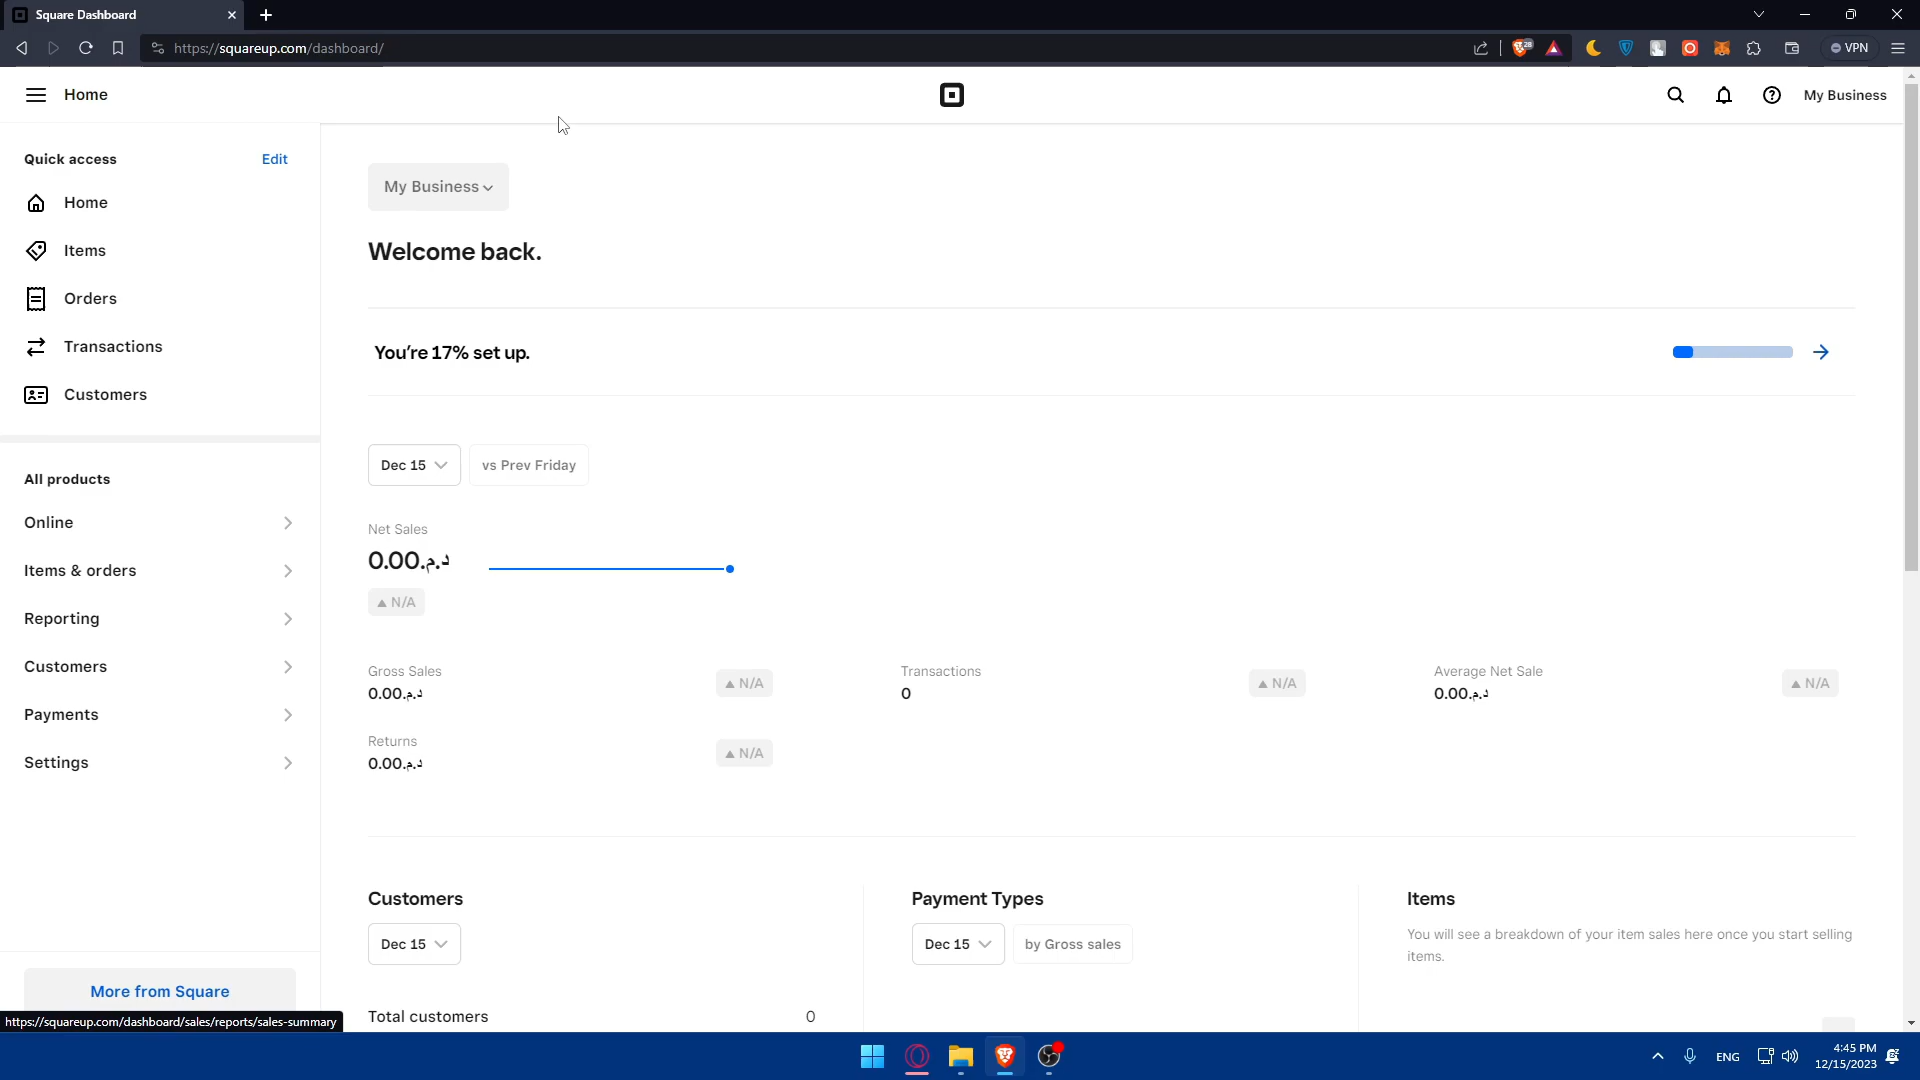 Square Dashboard
https://squareup.com/dashboard/
28
VPN
Home
My Business
Quick access
Edit
Home
Items
Orders
Transactions
Customers
All products
Online
Items & orders
Reporting
Customers
Payments
Settings
More from Square
https://squareup.com/dashboard/sales/reports/sales-summary
My Business
Welcome back.
You're 17% set up.
Dec 15
vs Prev Friday
Net Sales
0.00.د.م
N/A
Gross Sales
0.00.د.م
N/A
Transactions
0
N/A
Average Net Sale
0.00.د.م
N/A
Returns
0.00.د.م
N/A
Customers
Dec 15
Total customers
0
Payment Types
Dec 15
by Gross sales
Items
You will see a breakdown of your item sales here once you start selling
items.
ENG
4:45 PM
12/15/2023